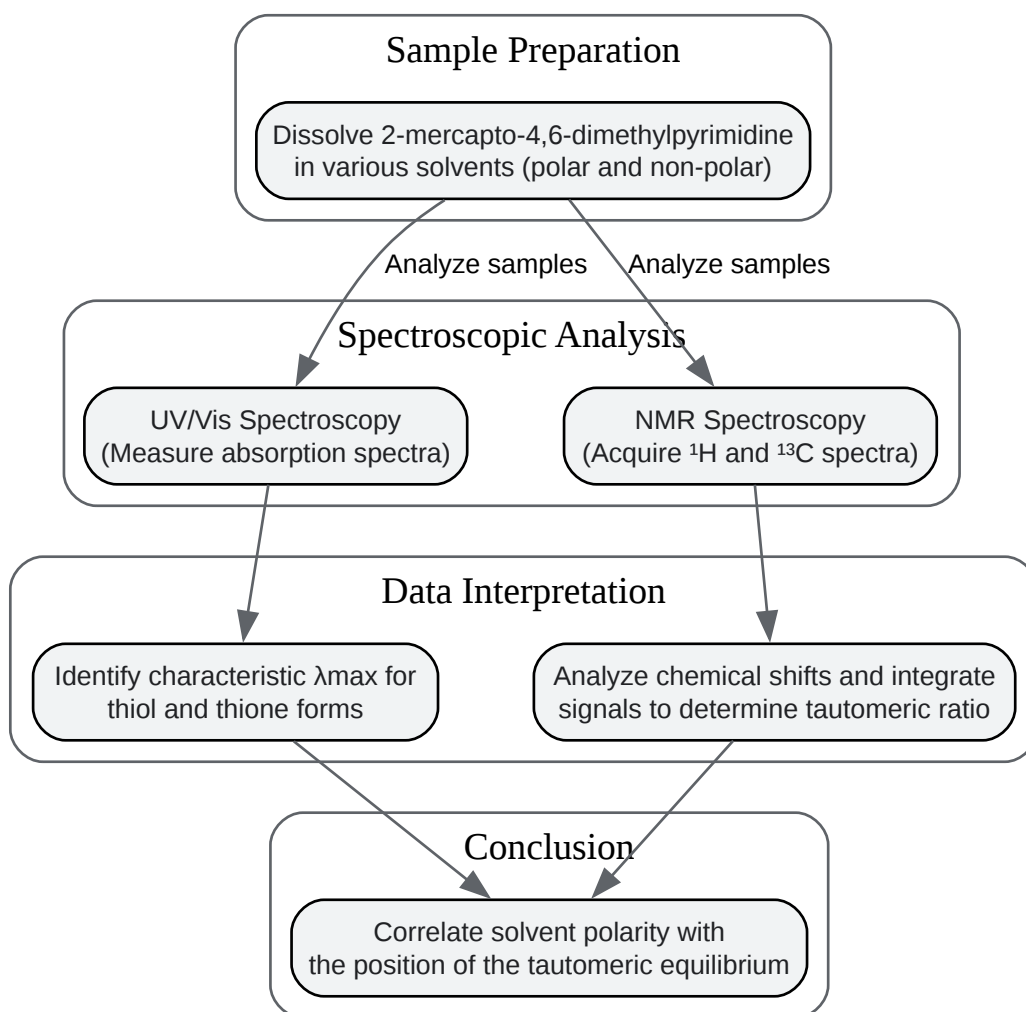 Sample Preparation
Dissolve 2-mercapto-4,6-dimethylpyrimidine
in various solvents (polar and non-polar)
Analyze samples
Analyze samples
Spectroscopic Analysis
UV/Vis Spectroscopy
(Measure absorption spectra)
NMR Spectroscopy
(Acquire ¹H and ¹³C spectra)
Data Interpretation
Identify characteristic λmax for
thiol and thione forms
Analyze chemical shifts and integrate
signals to determine tautomeric ratio
Conclusion
Correlate solvent polarity with
the position of the tautomeric equilibrium